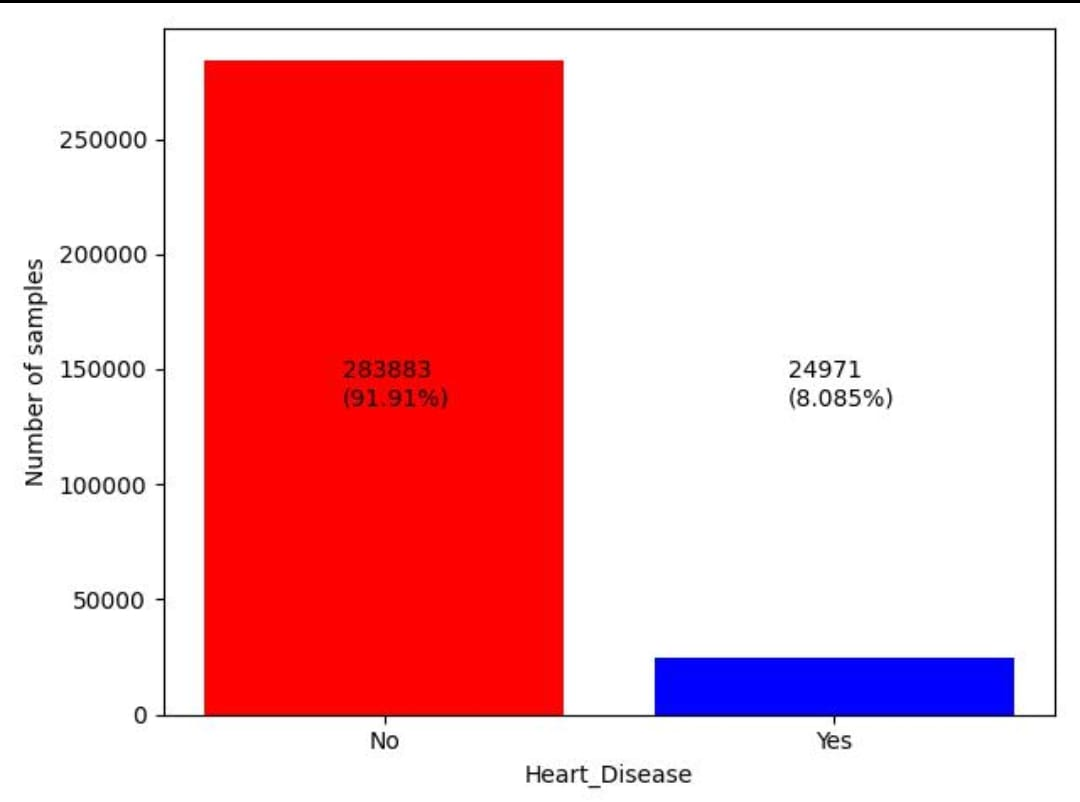 Number of samples
250000
200000
150000
100000
50000
0
283883
(91.91%)
24971
(8.085%)
No
Yes
Heart_Disease